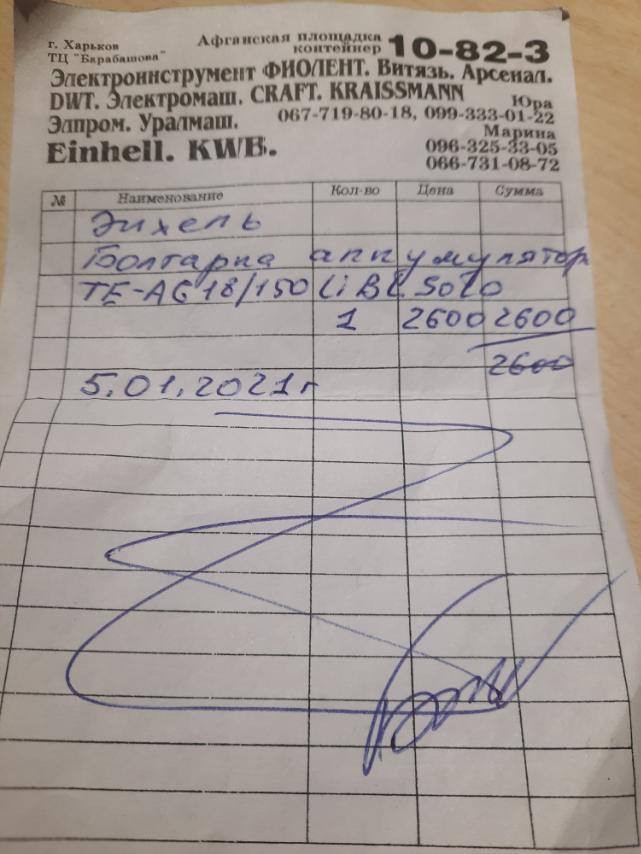 г. Харьков
ТЦ "Барабашова"
Афганская площадка
контейнер 10-82-3
Электроинструмент ФИОЛЕНТ. Витязь. Арсенал.
DWT. Электромаш. CRAFT. KRAISSMANN
Элпром. Уралмаш.
Einhell. KWB.
Юра
067-719-80-18, 099-333-01-22
Марина
096-325-33-05
066-731-08-72
№ Наименование Кол-во Цена Сумма
Эихель
Болгарка аккумулятор
TE-AG 18/150 Li BL Solo
1 2600 2600
2600
5.01.2021г